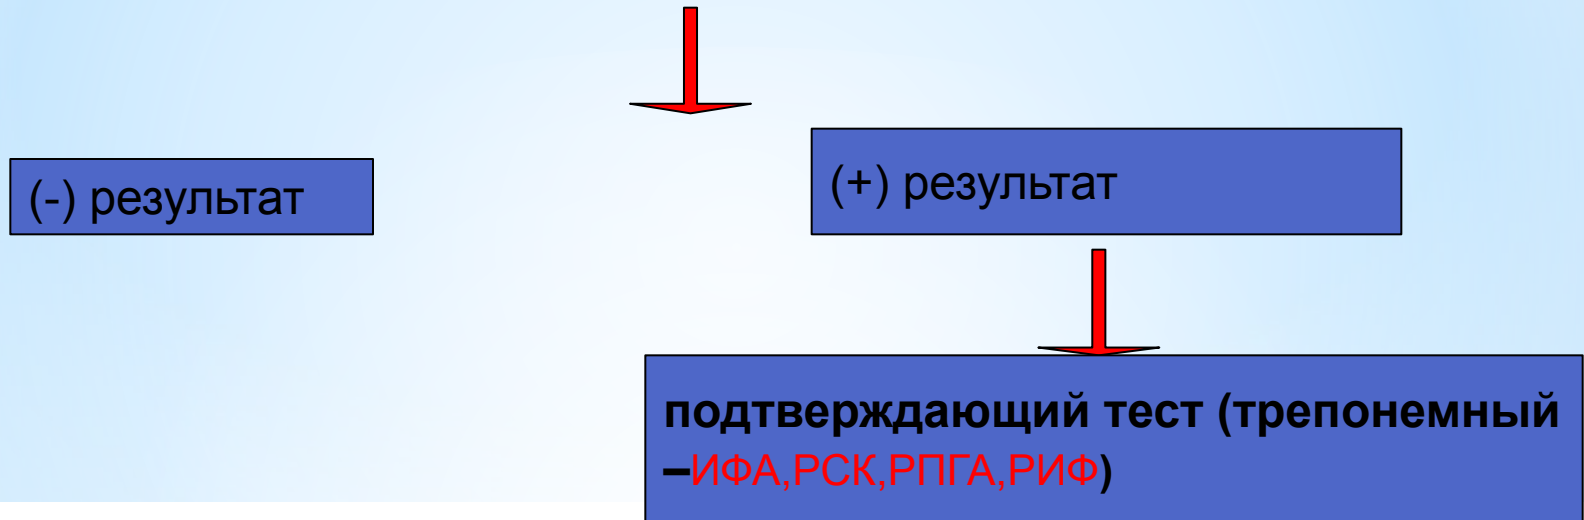 (-) результат
(+) результат
подтверждающий тест (трепонемный
–ИФА,РСК,РПГА,РИФ)